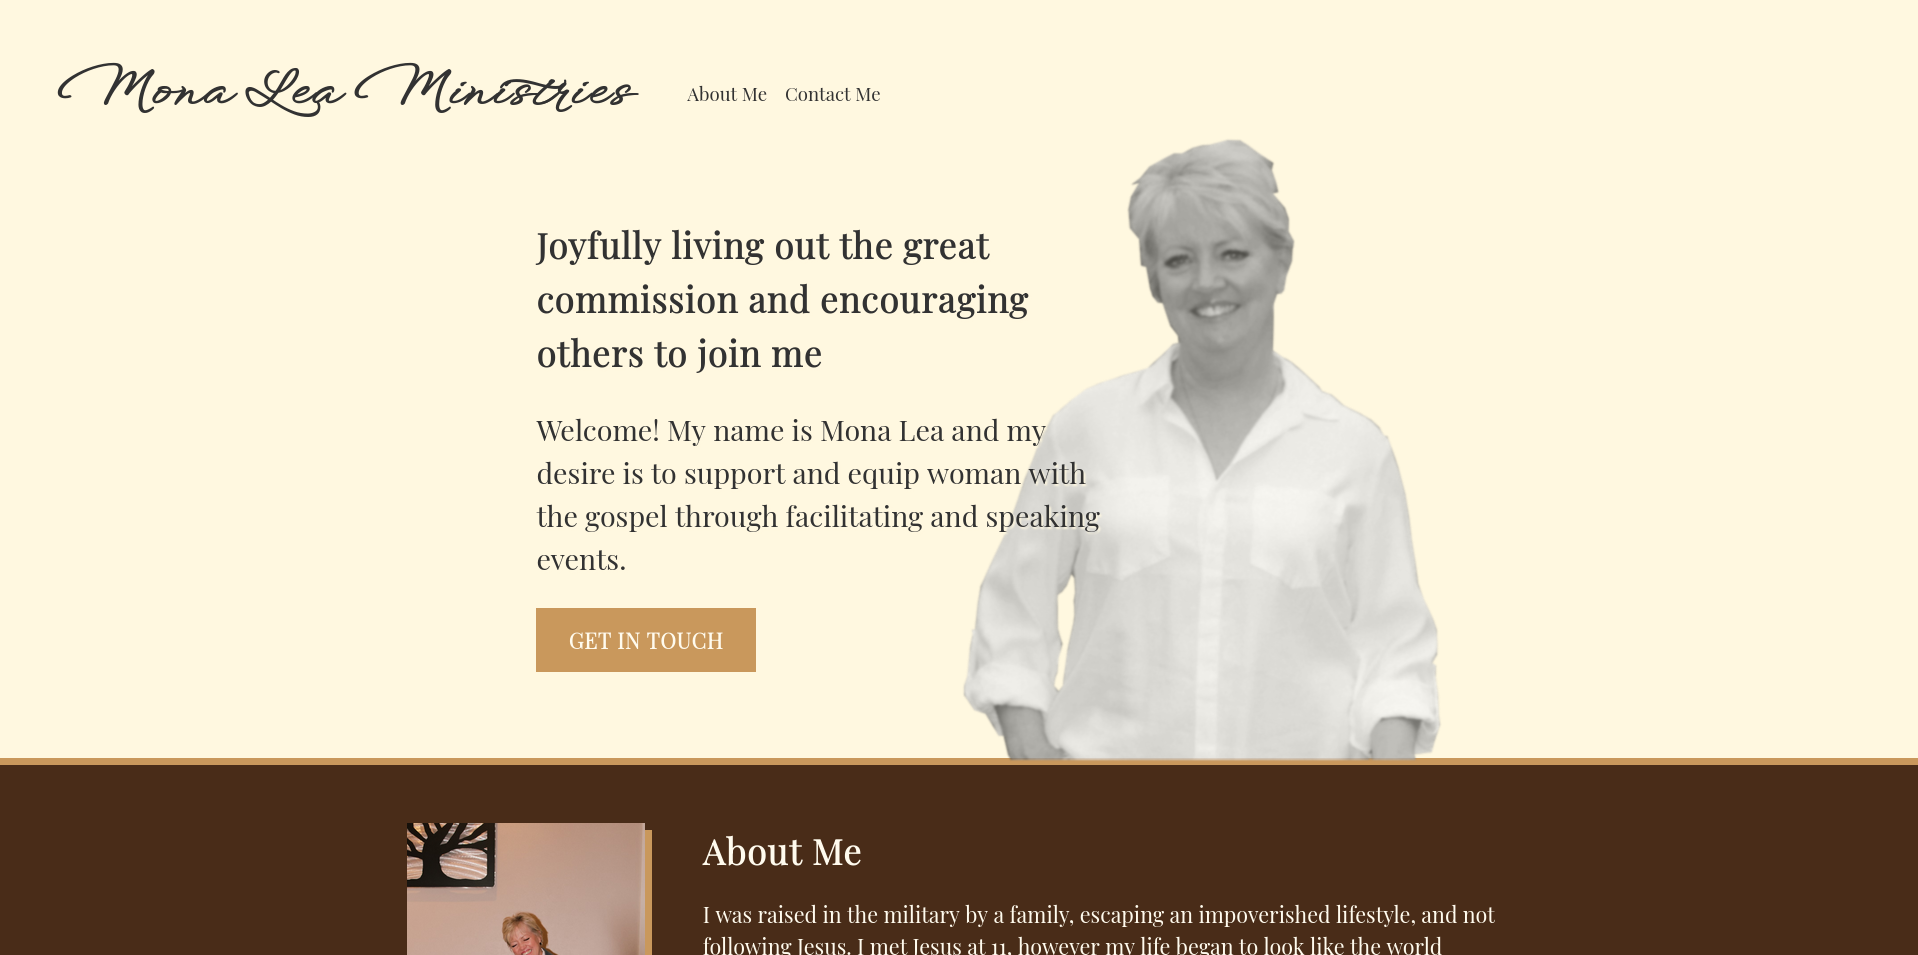 Mona Lea Ministries
About Me
Contact Me
Joyfully living out the great
commission and encouraging
others to join me
Welcome! My name is Mona Lea and my
desire is to support and equip woman with
the gospel through facilitating and speaking
events.
GET IN TOUCH
About Me
I was raised in the military by a family, escaping an impoverished lifestyle, and not
following Jesus. I met Jesus at 11, however my life began to look like the world